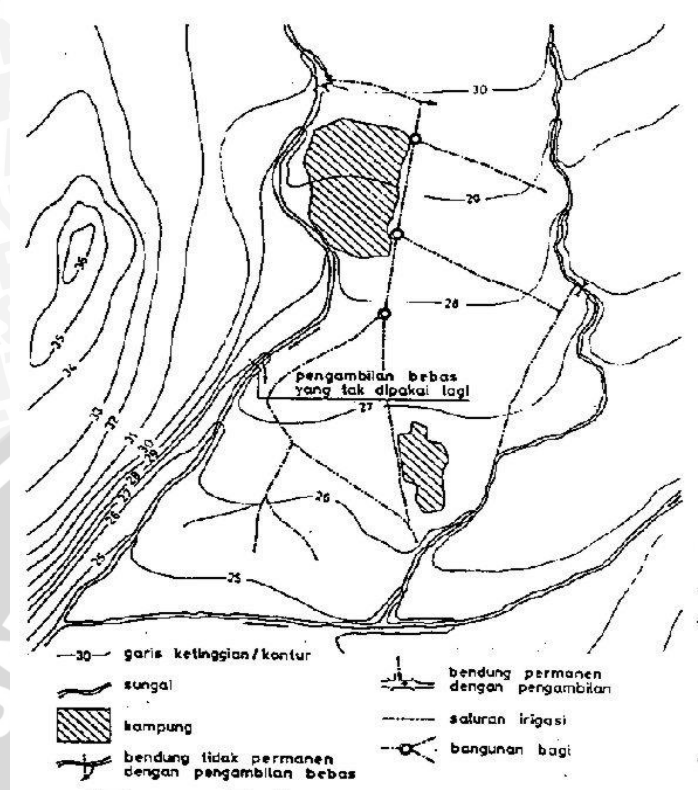 30
29
28
36
35
34
pengambilan bebas
yang tak dipakai lagi
27
33
32
31
30
29
28
27
26
26
25
25
30 garis ketinggian/kontur
sungai
kampung
bendung tidak permanen
dengan pengambilan bebas
bendung permanen
dengan pengambilan
saluran irigasi
bangunan bagi